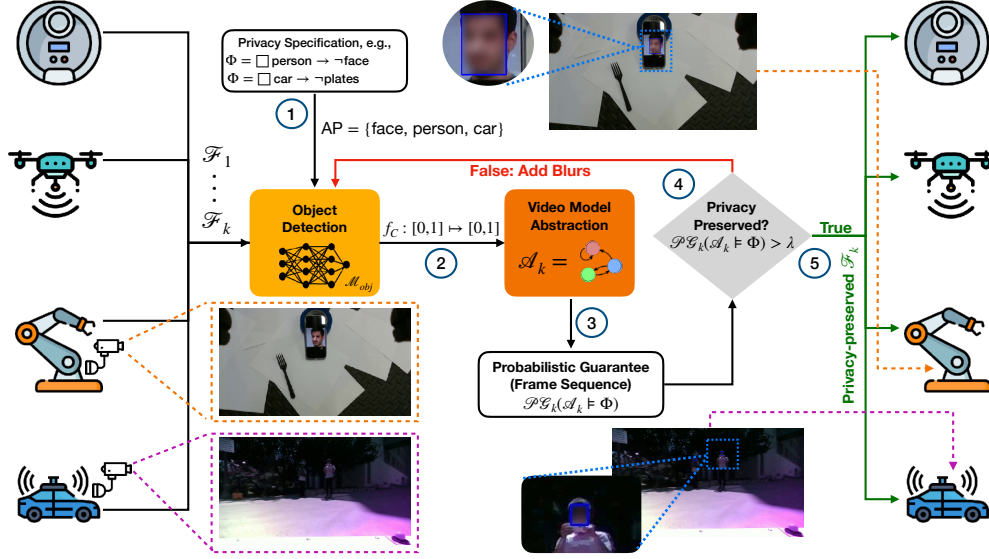 Privacy Specification, e.g.,
Φ = □ person → ¬face
Φ = □ car → ¬plates
1
AP = {face, person, car}
ℱ₁
.
.
.
ℱₖ
False: Add Blurs
4
Object
Detection
ℳ_obj
f_C : [0,1] ↦ [0,1]
2
Video Model
Abstraction
𝒜ₖ =
Privacy
Preserved?
𝒫𝒢ₖ(𝒜ₖ ⊨ Φ) > λ
True
5
3
Probabilistic Guarantee
(Frame Sequence)
𝒫𝒢ₖ(𝒜ₖ ⊨ Φ)
Privacy-preserved ℱₖ